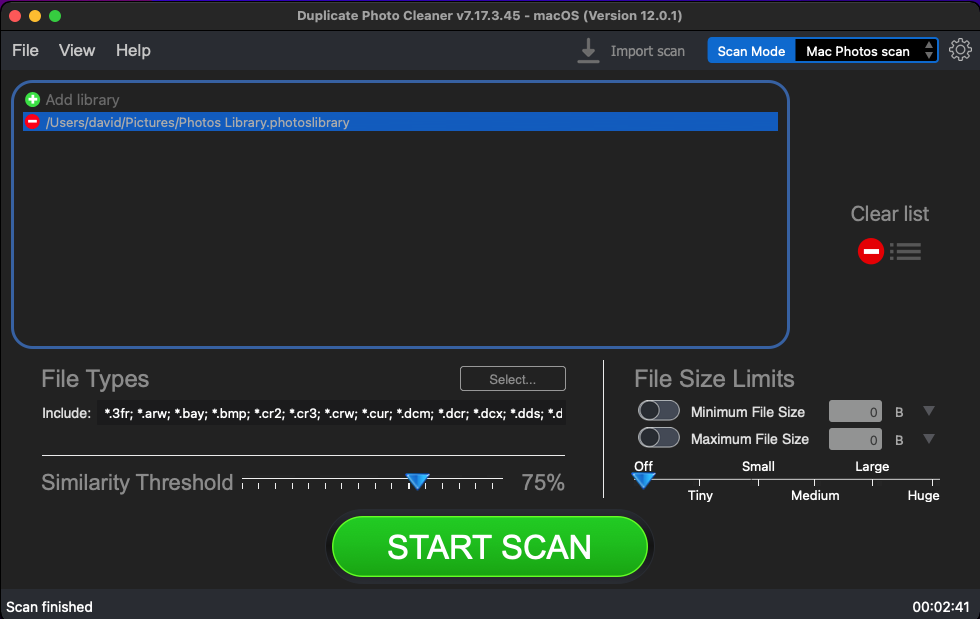 Duplicate Photo Cleaner v7.17.3.45 - macOS (Version 12.0.1)
File View Help Import scan Scan Mode Mac Photos scan
Add library
/Users/david/Pictures/Photos Library.photoslibrary
Clear list
File Types Select...
Include: *.3fr; *.arw; *.bay; *.bmp; *.cr2; *.cr3; *.crw; *.cur; *.dcm; *.dcr; *.dcx; *.dds; *.d
Similarity Threshold 75%
File Size Limits
Minimum File Size 0 B
Maximum File Size 0 B
Off Small Large
Tiny Medium Huge
START SCAN
Scan finished 00:02:41